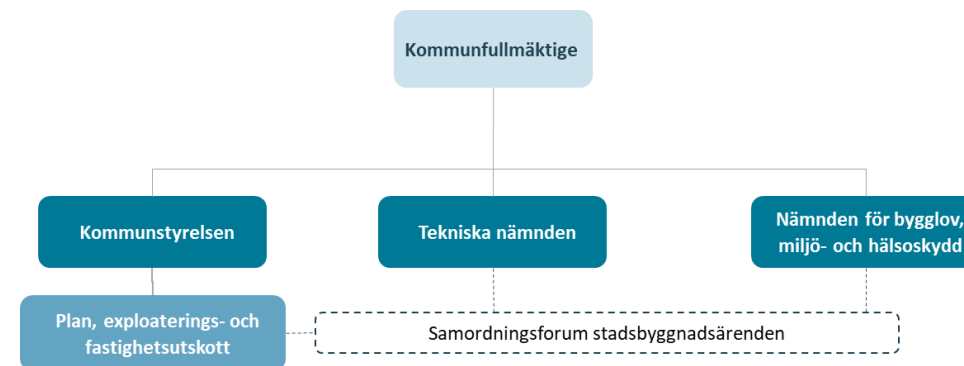 Kommunfullmäktige
Kommunstyrelsen
Tekniska nämnden
Nämnden för bygglov,
miljö- och hälsoskydd
Plan, exploaterings- och
fastighetsutskott
Samordningsforum stadsbyggnadsärenden